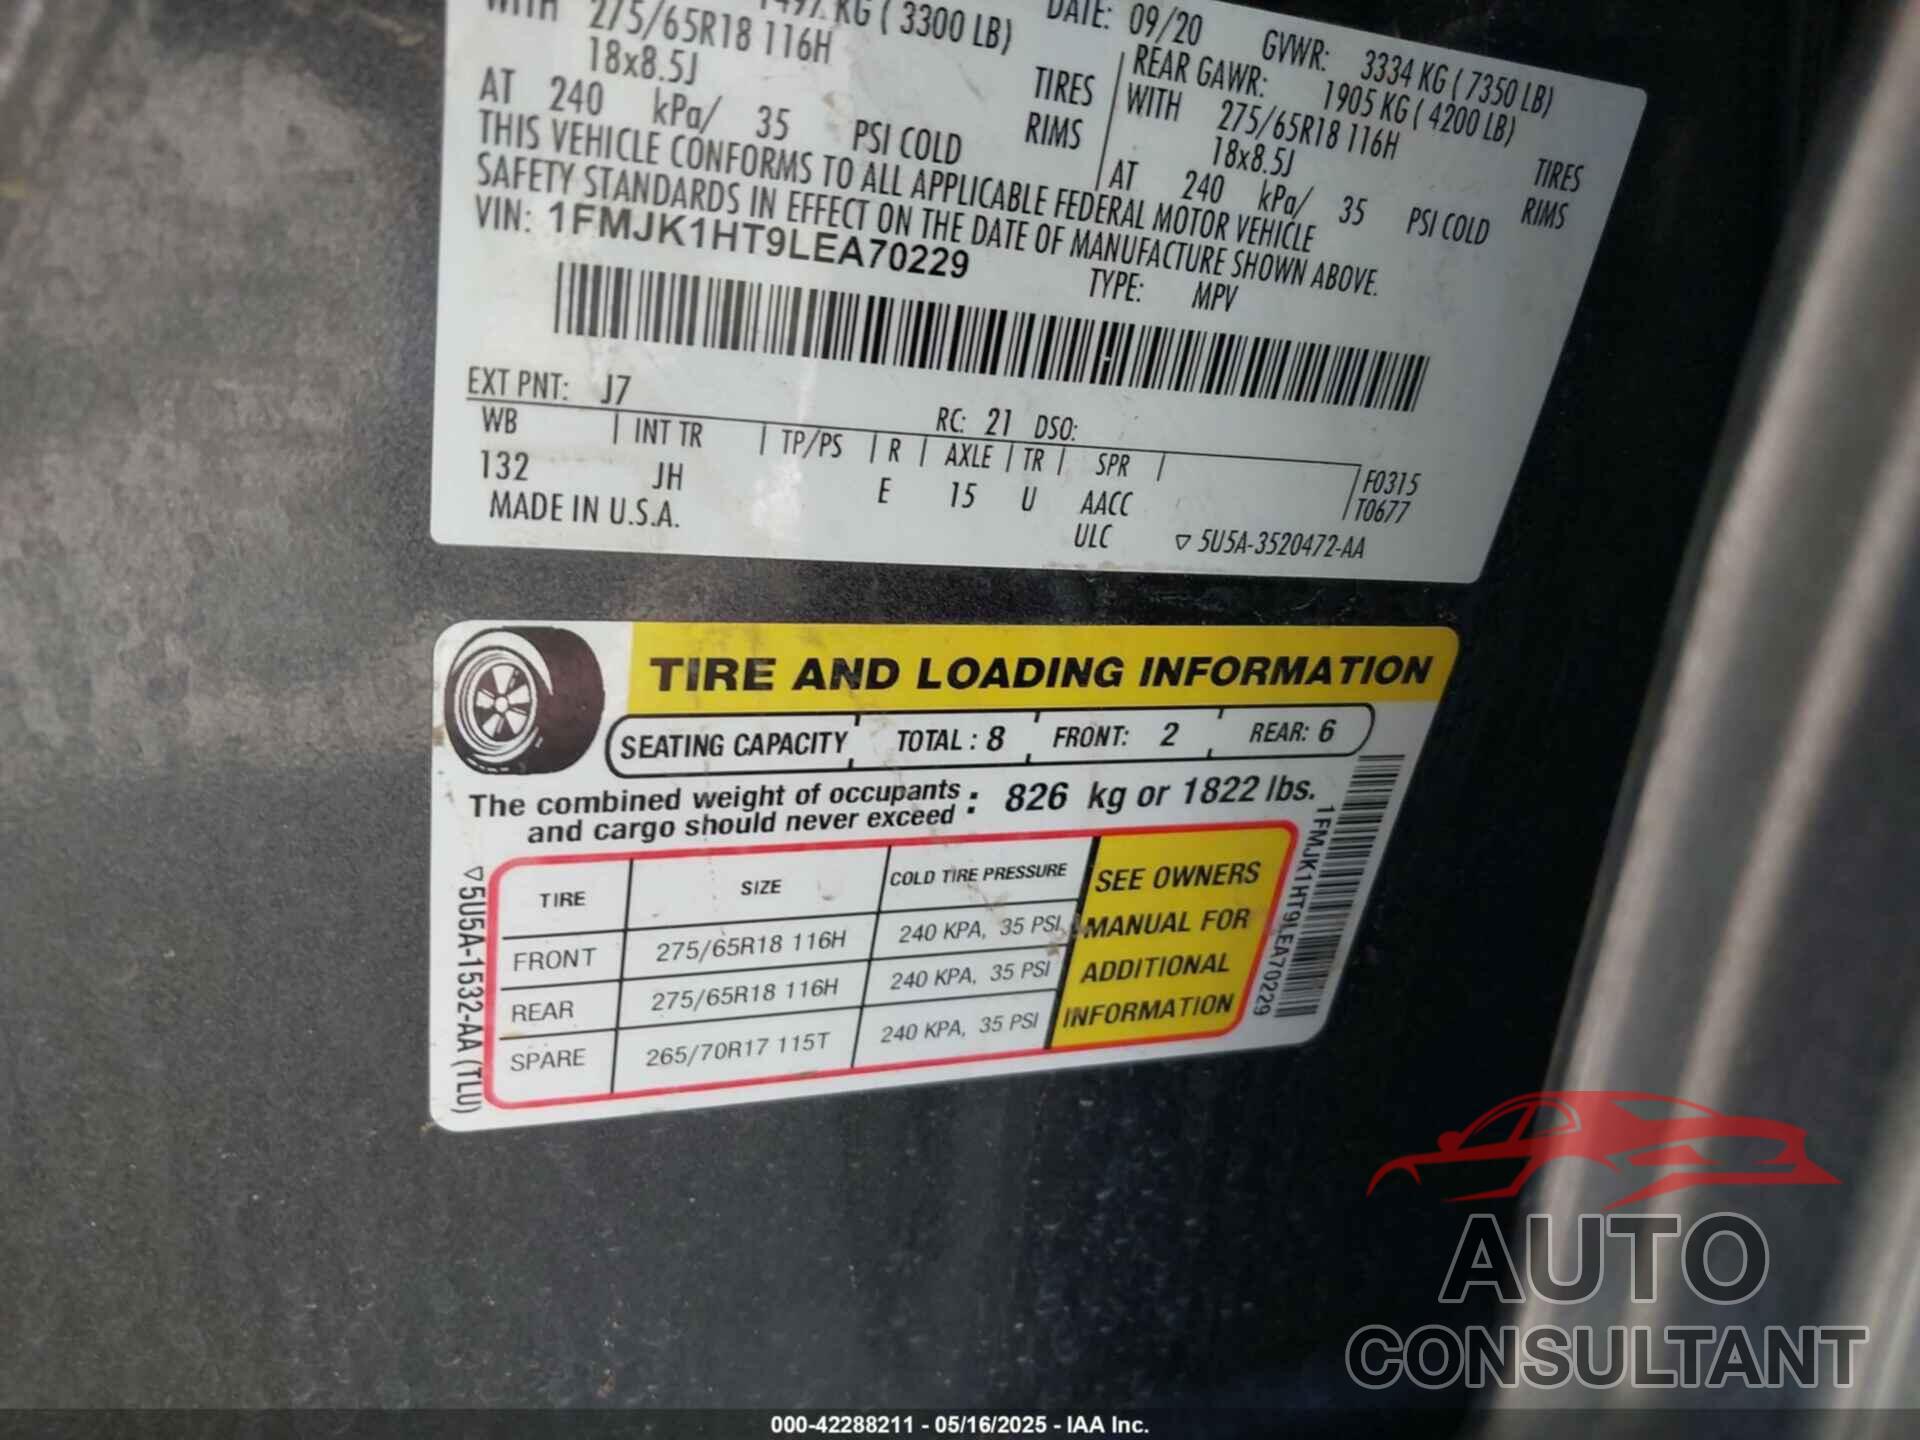 DATE: 09/20 GVWR: 3334 KG ( 7350 LB)
KG ( 3300 LB) REAR GAWR: 1905 KG ( 4200 LB)
WITH 275/65R18 116H TIRES WITH 275/65R18 116H TIRES
18x8.5J RIMS 18x8.5J RIMS
AT 240 kPa/ 35 PSI COLD AT 240 kPa/ 35 PSI COLD
THIS VEHICLE CONFORMS TO ALL APPLICABLE FEDERAL MOTOR VEHICLE
SAFETY STANDARDS IN EFFECT ON THE DATE OF MANUFACTURE SHOWN ABOVE.
VIN: 1FMJK1HT9LEA70229
TYPE: MPV
EXT PNT: J7 RC: 21 DSO:
WB INT TR TP/PS R AXLE TR SPR
132 JH E 15 U AACC
F0315
T0677
MADE IN U.S.A. ULC 5U5A-3520472-AA
TIRE AND LOADING INFORMATION
SEATING CAPACITY TOTAL : 8 FRONT: 2 REAR: 6
The combined weight of occupants
and cargo should never exceed : 826 kg or 1822 lbs.
TIRE SIZE COLD TIRE PRESSURE
FRONT 275/65R18 116H 240 KPA, 35 PSI
REAR 275/65R18 116H 240 KPA, 35 PSI
SPARE 265/70R17 115T 240 KPA, 35 PSI
SEE OWNERS
MANUAL FOR
ADDITIONAL
INFORMATION
5U5A-1532-AA (TLU)
1FMJK1HT9LEA70229
AUTO
CONSULTANT
000-42288211 - 05/16/2025 - IAA Inc.